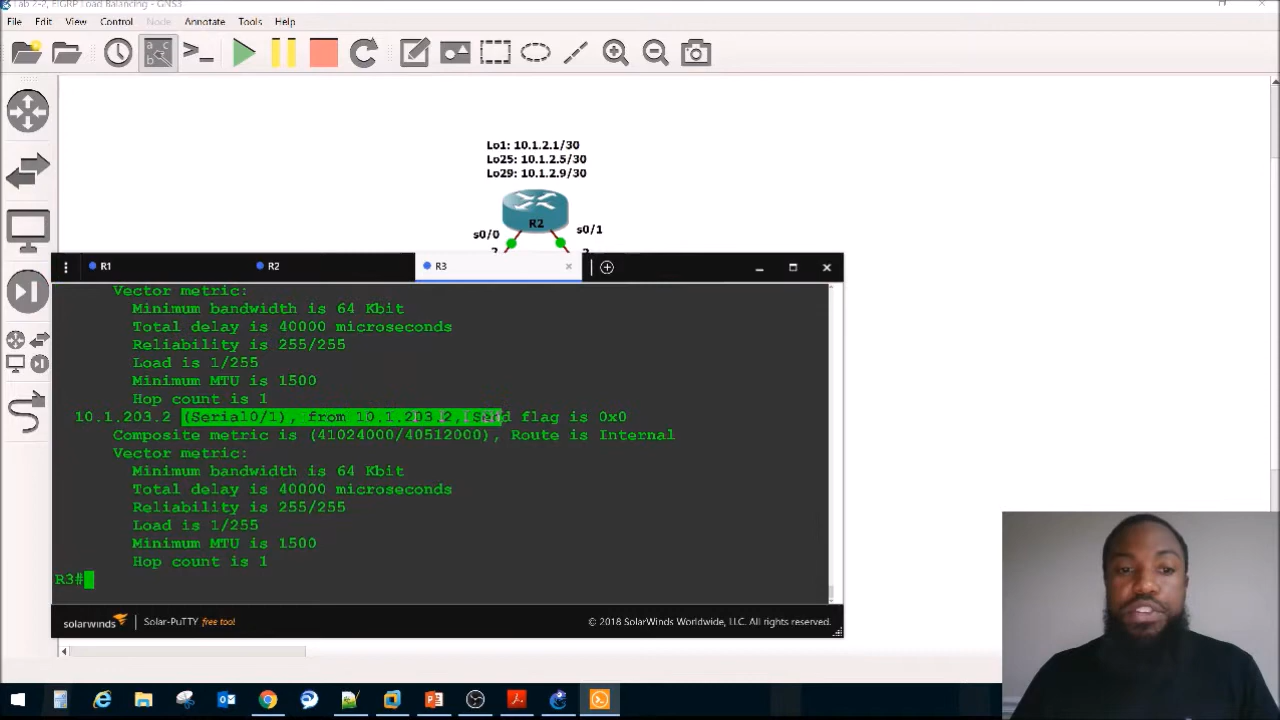 Lab 2-2, EIGRP Load Balancing - GNS3
File Edit View Control Node Annotate Tools Help
Lo1: 10.1.2.1/30
Lo25: 10.1.2.5/30
Lo29: 10.1.2.9/30
R2
s0/0
s0/1
R1
R2
R3
Vector metric:
Minimum bandwidth is 64 Kbit
Total delay is 40000 microseconds
Reliability is 255/255
Load is 1/255
Minimum MTU is 1500
Hop count is 1
10.1.203.2 (Serial0/1), from 10.1.203.2, Send flag is 0x0
Composite metric is (41024000/40512000), Route is Internal
Vector metric:
Minimum bandwidth is 64 Kbit
Total delay is 40000 microseconds
Reliability is 255/255
Load is 1/255
Minimum MTU is 1500
Hop count is 1
R3#
solarwinds Solar-PuTTY free tool © 2018 SolarWinds Worldwide, LLC. All rights reserved.